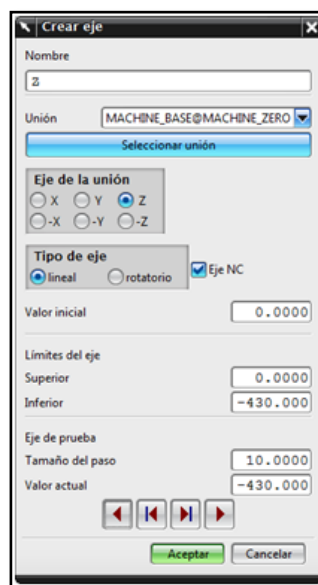 Crear eje
Nombre
Z
Unión MACHINE_BASE@MACHINE_ZERO
Seleccionar unión
Eje de la unión
X Y Z
-X -Y -Z
Tipo de eje
lineal rotatorio Eje NC
Valor inicial 0.0000
Límites del eje
Superior 0.0000
Inferior -430.000
Eje de prueba
Tamaño del paso 10.0000
Valor actual -430.000
Aceptar Cancelar